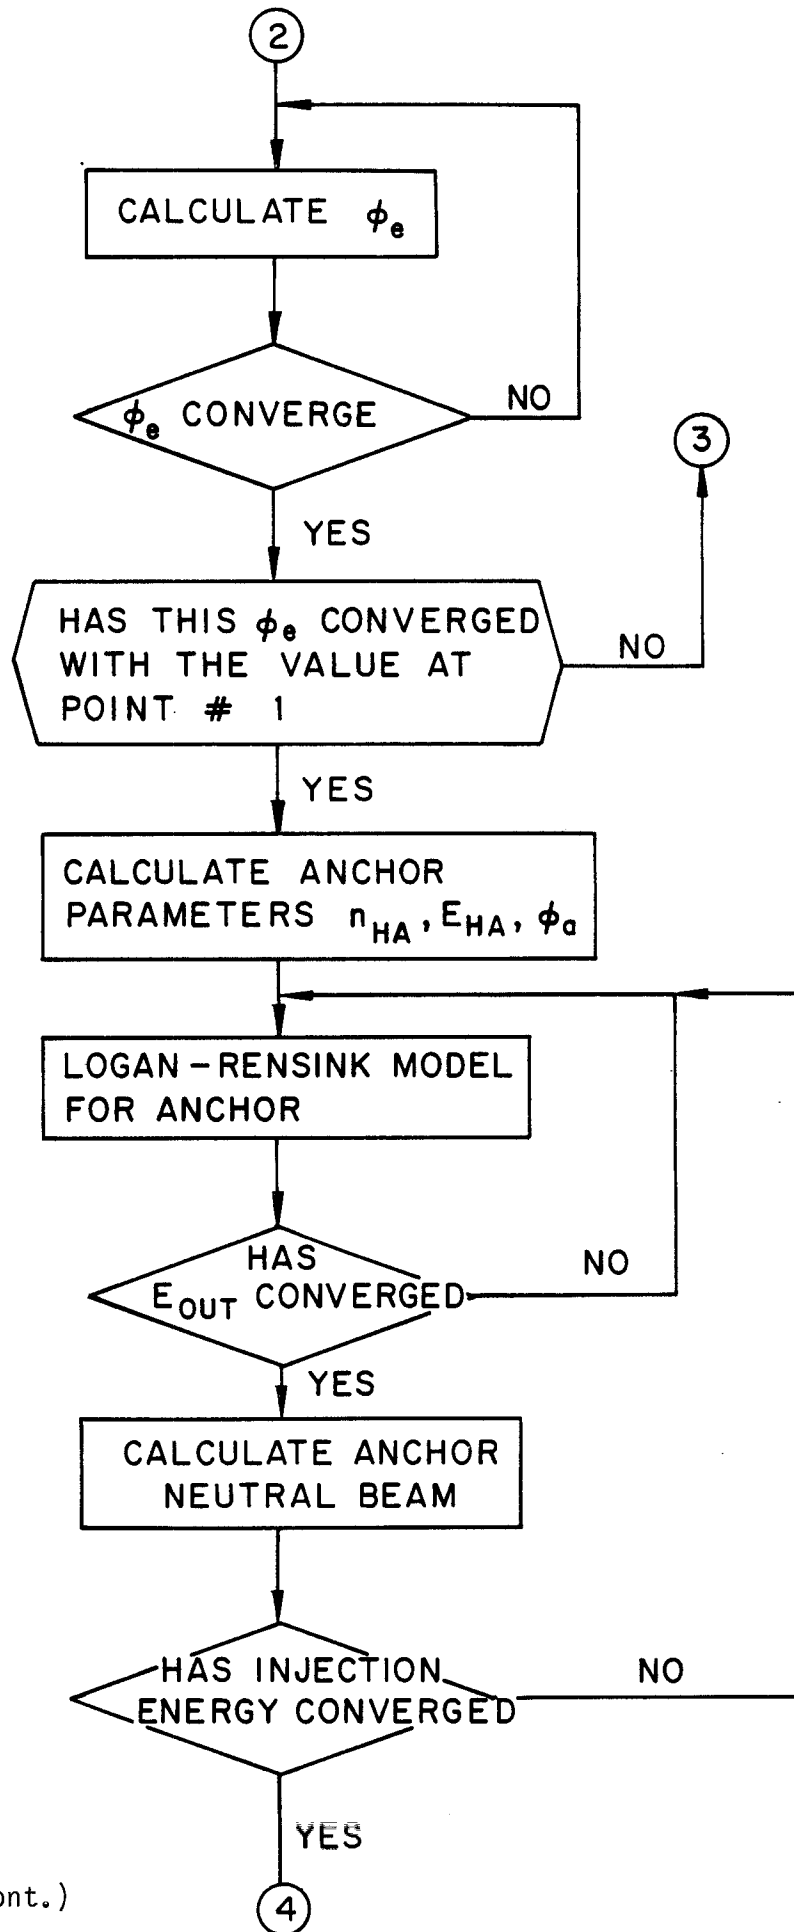 2
CALCULATE ϕe
ϕe CONVERGE
NO
3
YES
HAS THIS ϕe CONVERGED
WITH THE VALUE AT
POINT # 1
NO
YES
CALCULATE ANCHOR
PARAMETERS nHA, EHA, ϕa
LOGAN-RENSINK MODEL
FOR ANCHOR
HAS
EOUT CONVERGED
NO
YES
CALCULATE ANCHOR
NEUTRAL BEAM
HAS INJECTION
ENERGY CONVERGED
NO
YES
4
ont.)